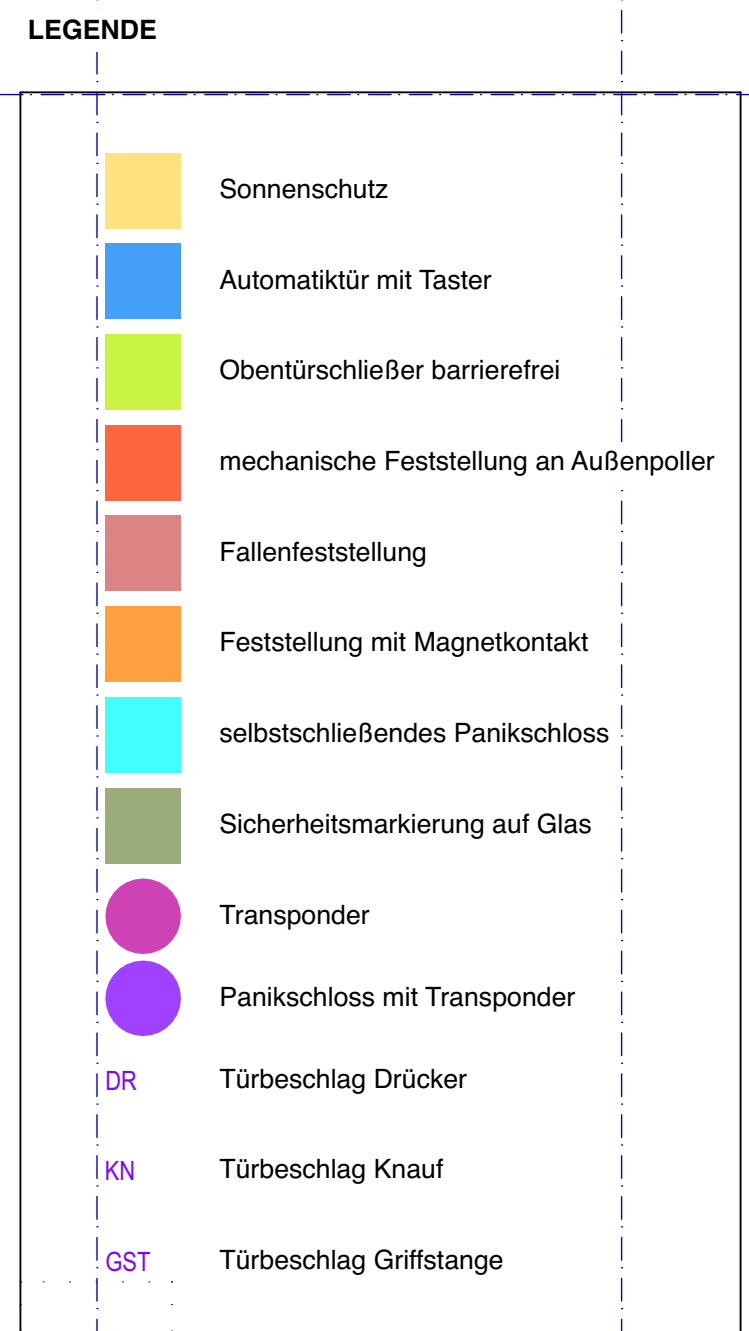 LEGENDE
Sonnenschutz
Automatiktür mit Taster
Obentürschließer barrierefrei
mechanische Feststellung an Außenpoller
Fallenfeststellung
Feststellung mit Magnetkontakt
selbstschließendes Panikschloss
Sicherheitsmarkierung auf Glas
Transponder
Panikschloss mit Transponder
DR Türbeschlag Drücker
KN Türbeschlag Knauf
GST Türbeschlag Griffstange